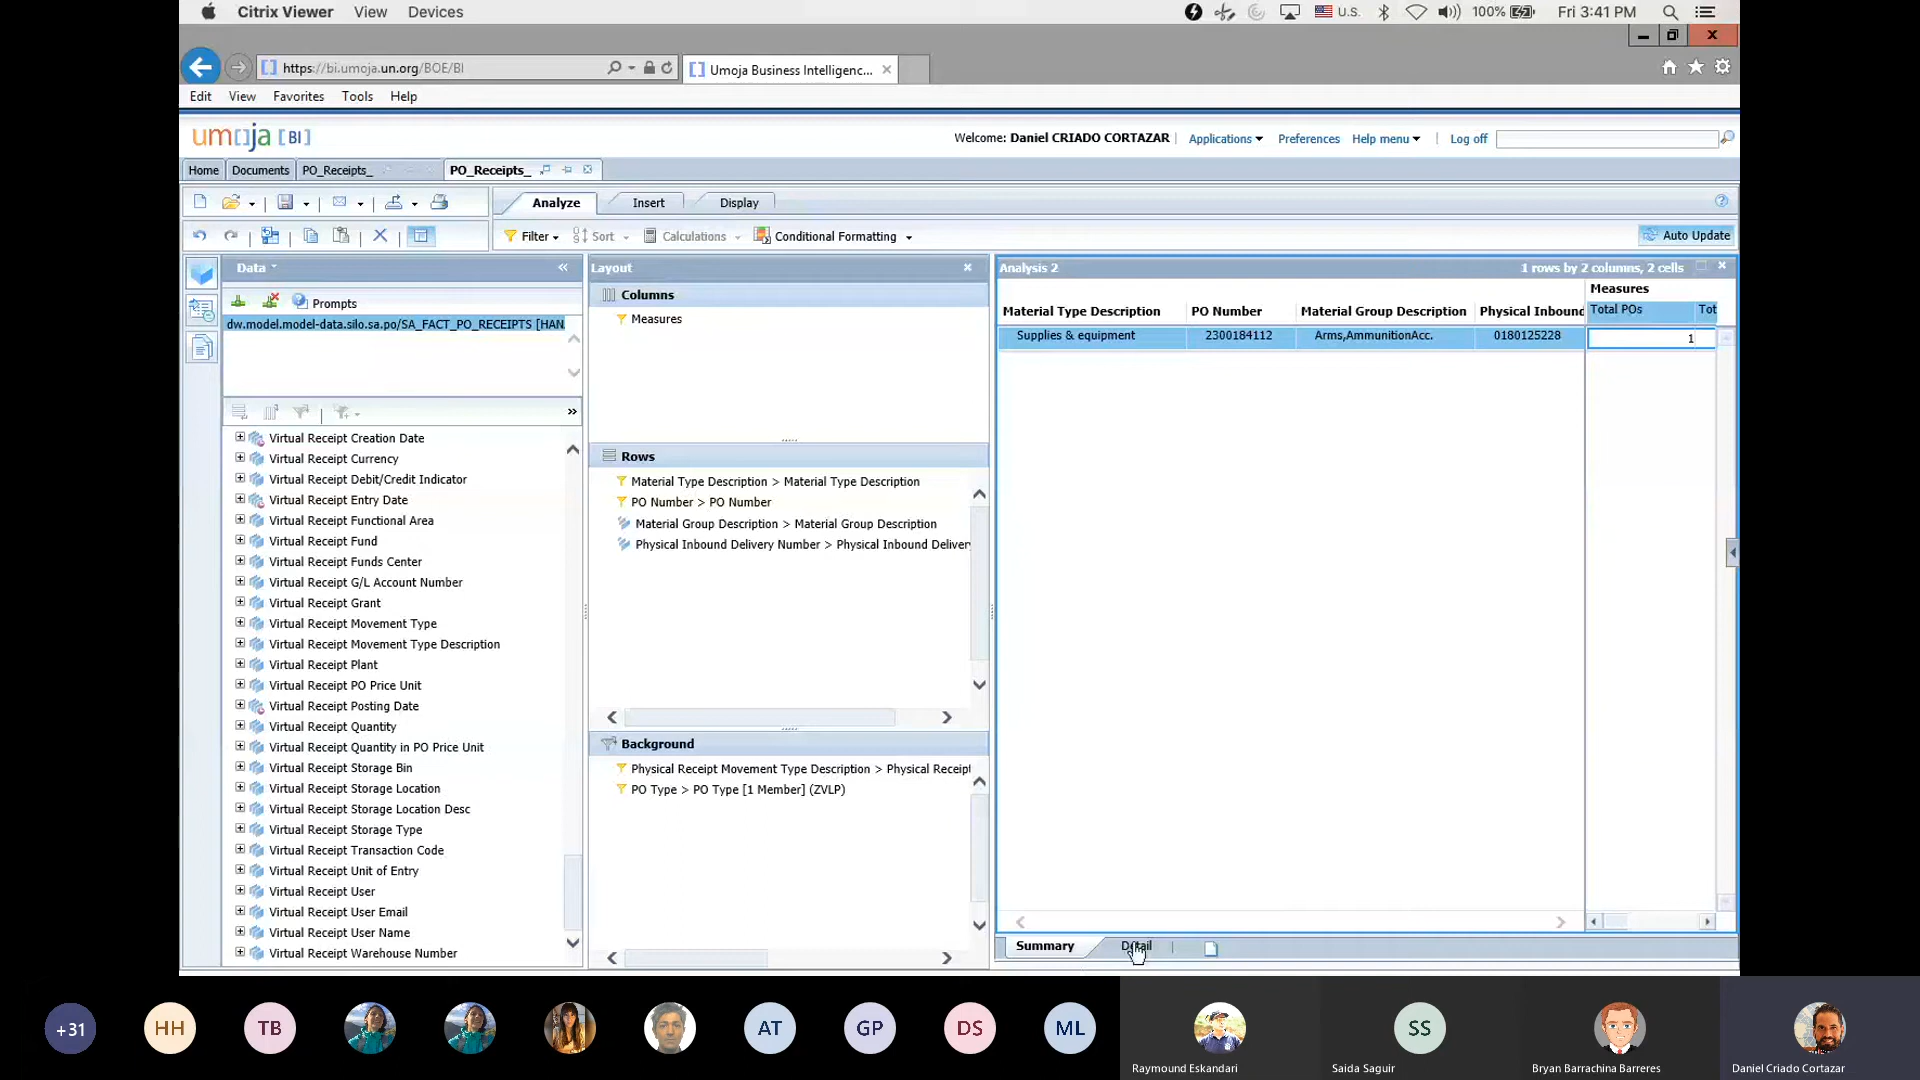 Citrix Viewer View Devices
U.S. 100% Fri 3:41 PM
https://bi.umoja.un.org/BOE/BI
Umoja Business Intelligenc...
Edit View Favorites Tools Help
umoja [BI]
Welcome: Daniel CRIADO CORTAZAR Applications Preferences Help menu Log off
Home Documents PO_Receipts_ PO_Receipts_
Analyze Insert Display
Filter Sort Calculations Conditional Formatting Auto Update
Data
Prompts
dw.model.model-data.silo.sa.po/SA_FACT_PO_RECEIPTS [HAN
Virtual Receipt Creation Date
Virtual Receipt Currency
Virtual Receipt Debit/Credit Indicator
Virtual Receipt Entry Date
Virtual Receipt Functional Area
Virtual Receipt Fund
Virtual Receipt Funds Center
Virtual Receipt G/L Account Number
Virtual Receipt Grant
Virtual Receipt Movement Type
Virtual Receipt Movement Type Description
Virtual Receipt Plant
Virtual Receipt PO Price Unit
Virtual Receipt Posting Date
Virtual Receipt Quantity
Virtual Receipt Quantity in PO Price Unit
Virtual Receipt Storage Bin
Virtual Receipt Storage Location
Virtual Receipt Storage Location Desc
Virtual Receipt Storage Type
Virtual Receipt Transaction Code
Virtual Receipt Unit of Entry
Virtual Receipt User
Virtual Receipt User Email
Virtual Receipt User Name
Virtual Receipt Warehouse Number
Layout
Columns
Measures
Rows
Material Type Description > Material Type Description
PO Number > PO Number
Material Group Description > Material Group Description
Physical Inbound Delivery Number > Physical Inbound Delivery
Background
Physical Receipt Movement Type Description > Physical Receipt
PO Type > PO Type [1 Member] (ZVLP)
Analysis 2 1 rows by 2 columns, 2 cells
Measures
Material Type Description PO Number Material Group Description Physical Inbound Total POs Tot
Supplies & equipment 2300184112 Arms,AmmunitionAcc. 0180125228 1
Summary Detail
+31 HH TB AT GP DS ML SS
Raymound Eskandari Saida Saguir Bryan Barrachina Barreres Daniel Criado Cortazar